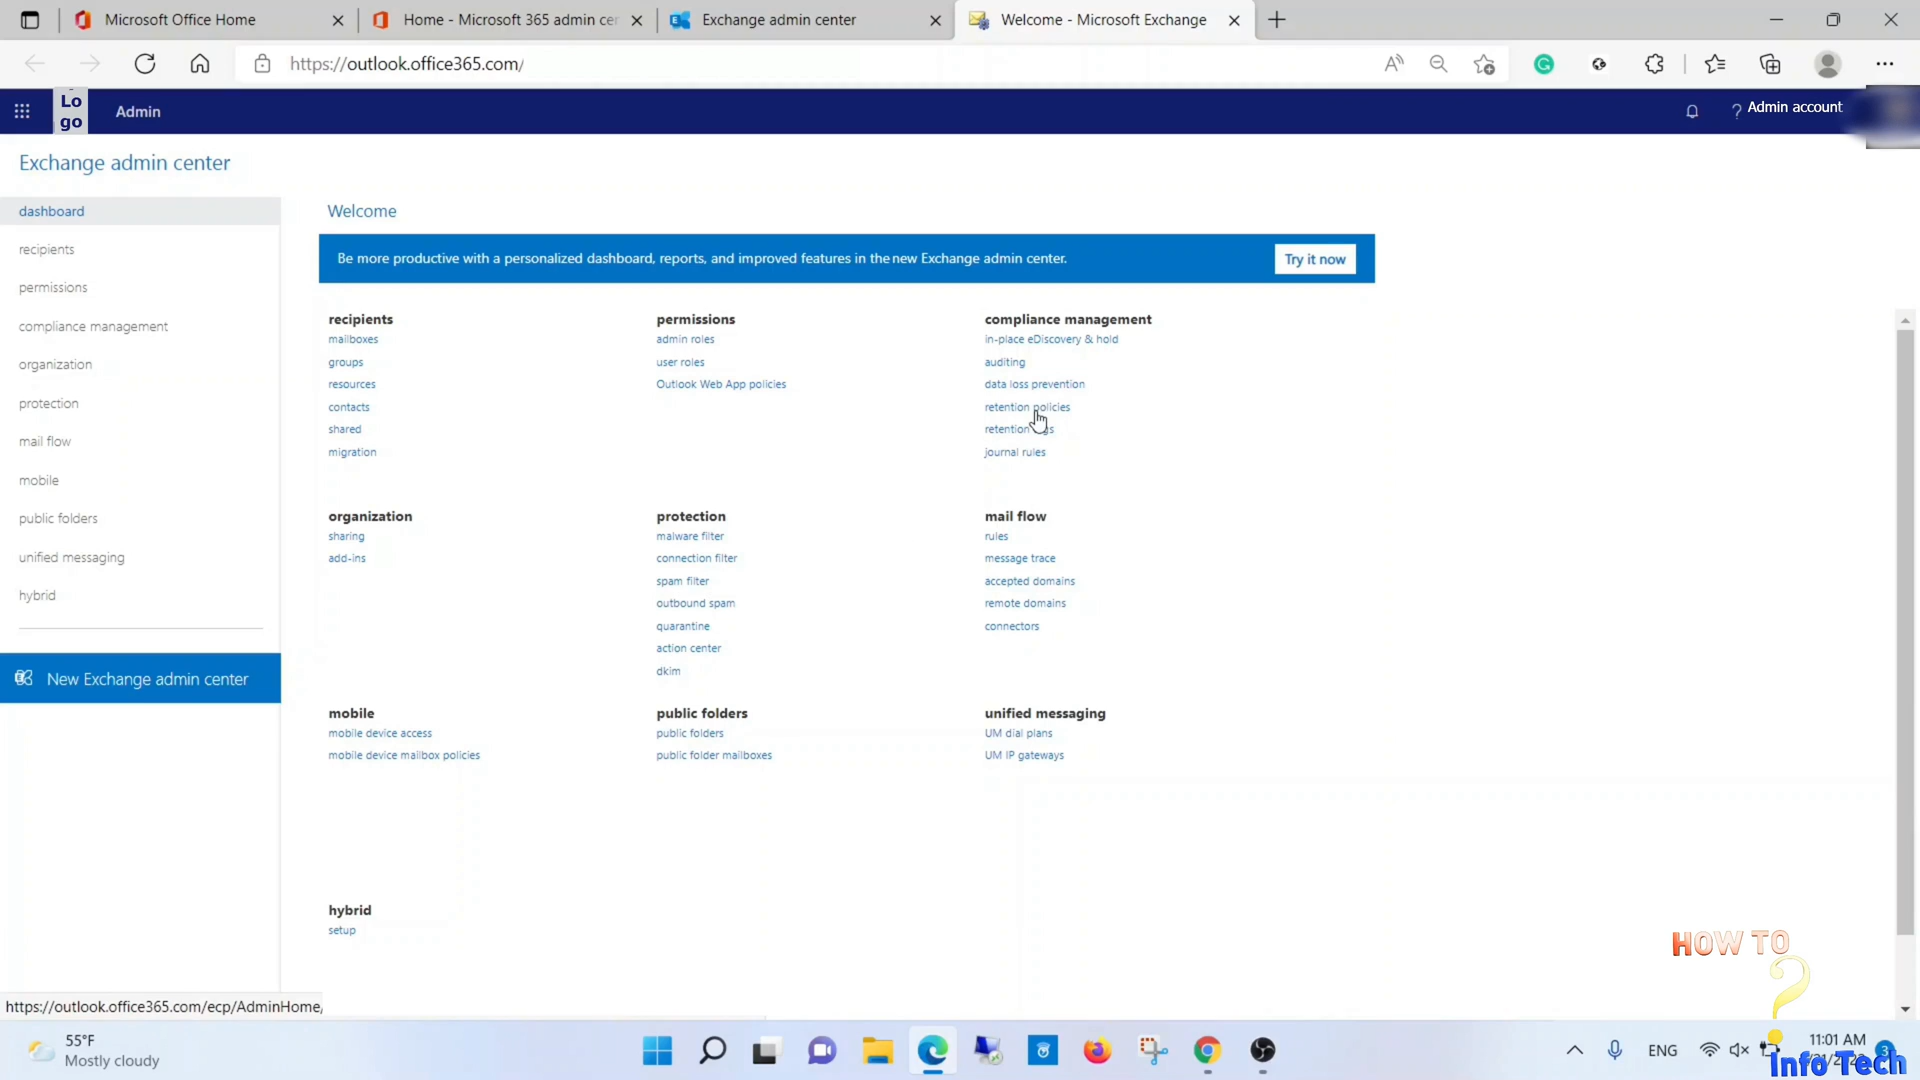 Microsoft Office Home
Home - Microsoft 365 admin cer
Exchange admin center
Welcome - Microsoft Exchange
https://outlook.office365.com/
Lo
go
Admin
? Admin account
Exchange admin center
dashboard
recipients
permissions
compliance management
organization
protection
mail flow
mobile
public folders
unified messaging
hybrid
New Exchange admin center
Welcome
Be more productive with a personalized dashboard, reports, and improved features in the new Exchange admin center.
Try it now
recipients
mailboxes
groups
resources
contacts
shared
migration
permissions
admin roles
user roles
Outlook Web App policies
compliance management
in-place eDiscovery & hold
auditing
data loss prevention
retention policies
retention
journal rules
organization
sharing
add-ins
protection
malware filter
connection filter
spam filter
outbound spam
quarantine
action center
dkim
mail flow
rules
message trace
accepted domains
remote domains
connectors
mobile
mobile device access
mobile device mailbox policies
public folders
public folders
public folder mailboxes
unified messaging
UM dial plans
UM IP gateways
hybrid
setup
https://outlook.office365.com/ecp/AdminHome/
HOW TO
?
Info Tech
55°F
Mostly cloudy
ENG
11:01 AM
3